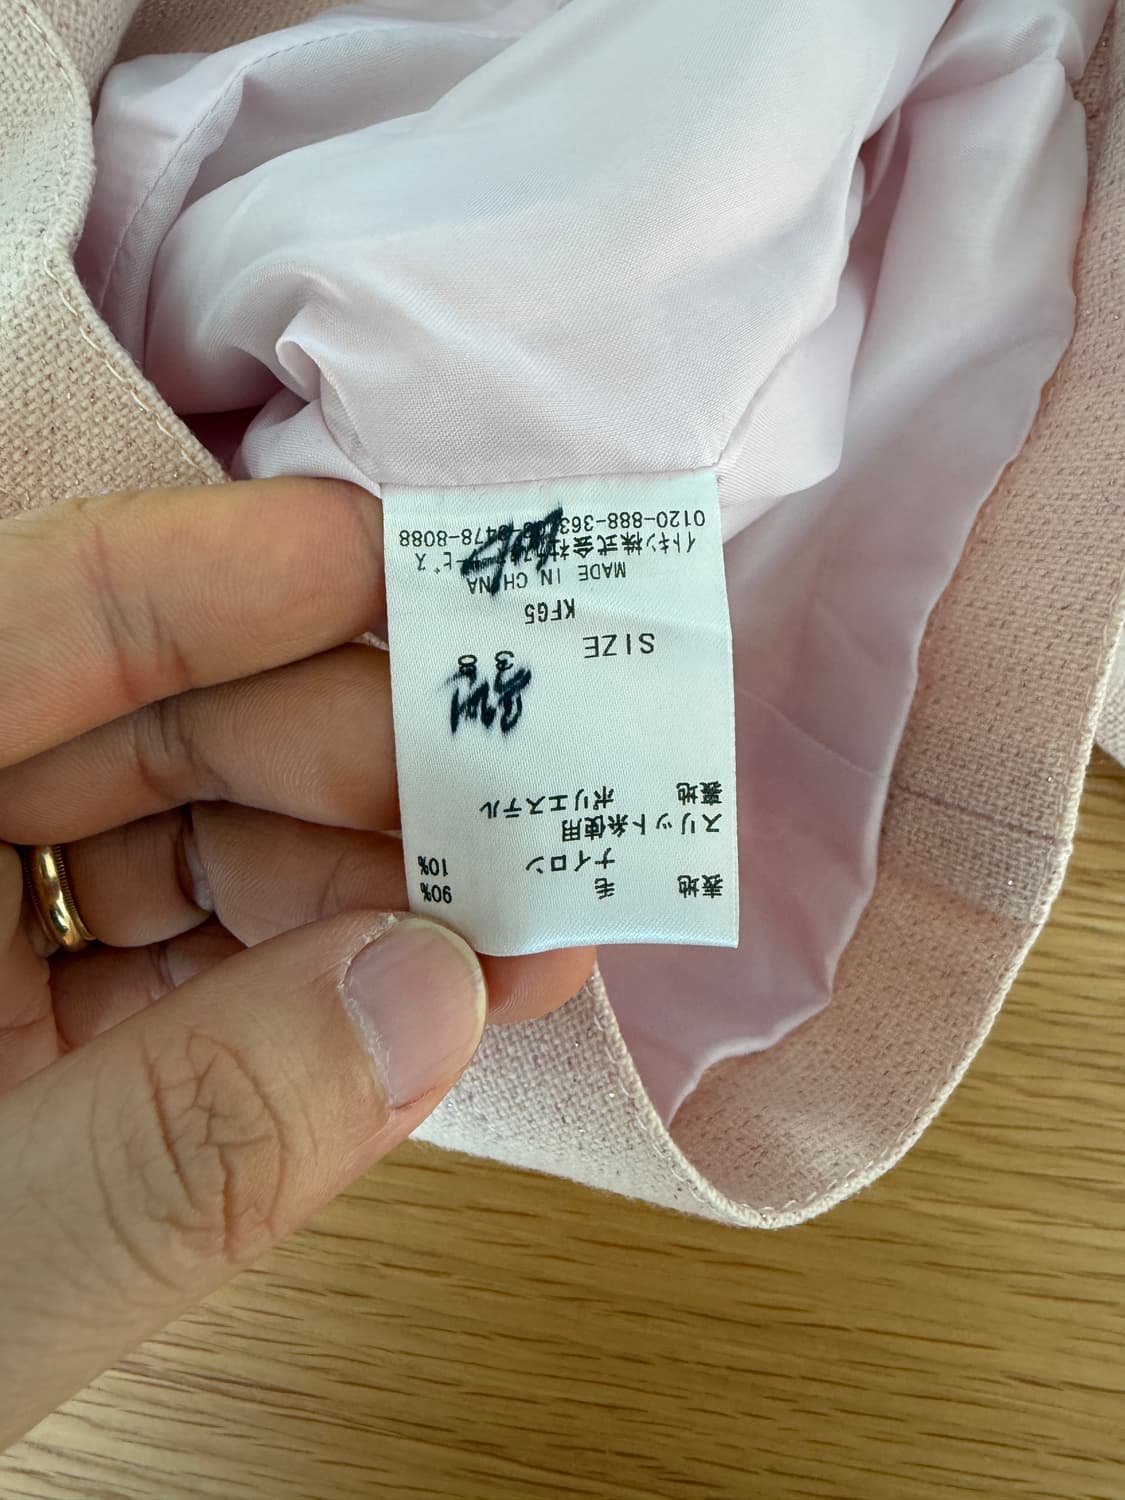 表地 毛 90%
ナイロン 10%
スリット糸使用
裏地 ポリエステル
38
SIZE
KFG5
MADE IN CHINA
イトキン株式会社
0120-888-363 478-8088